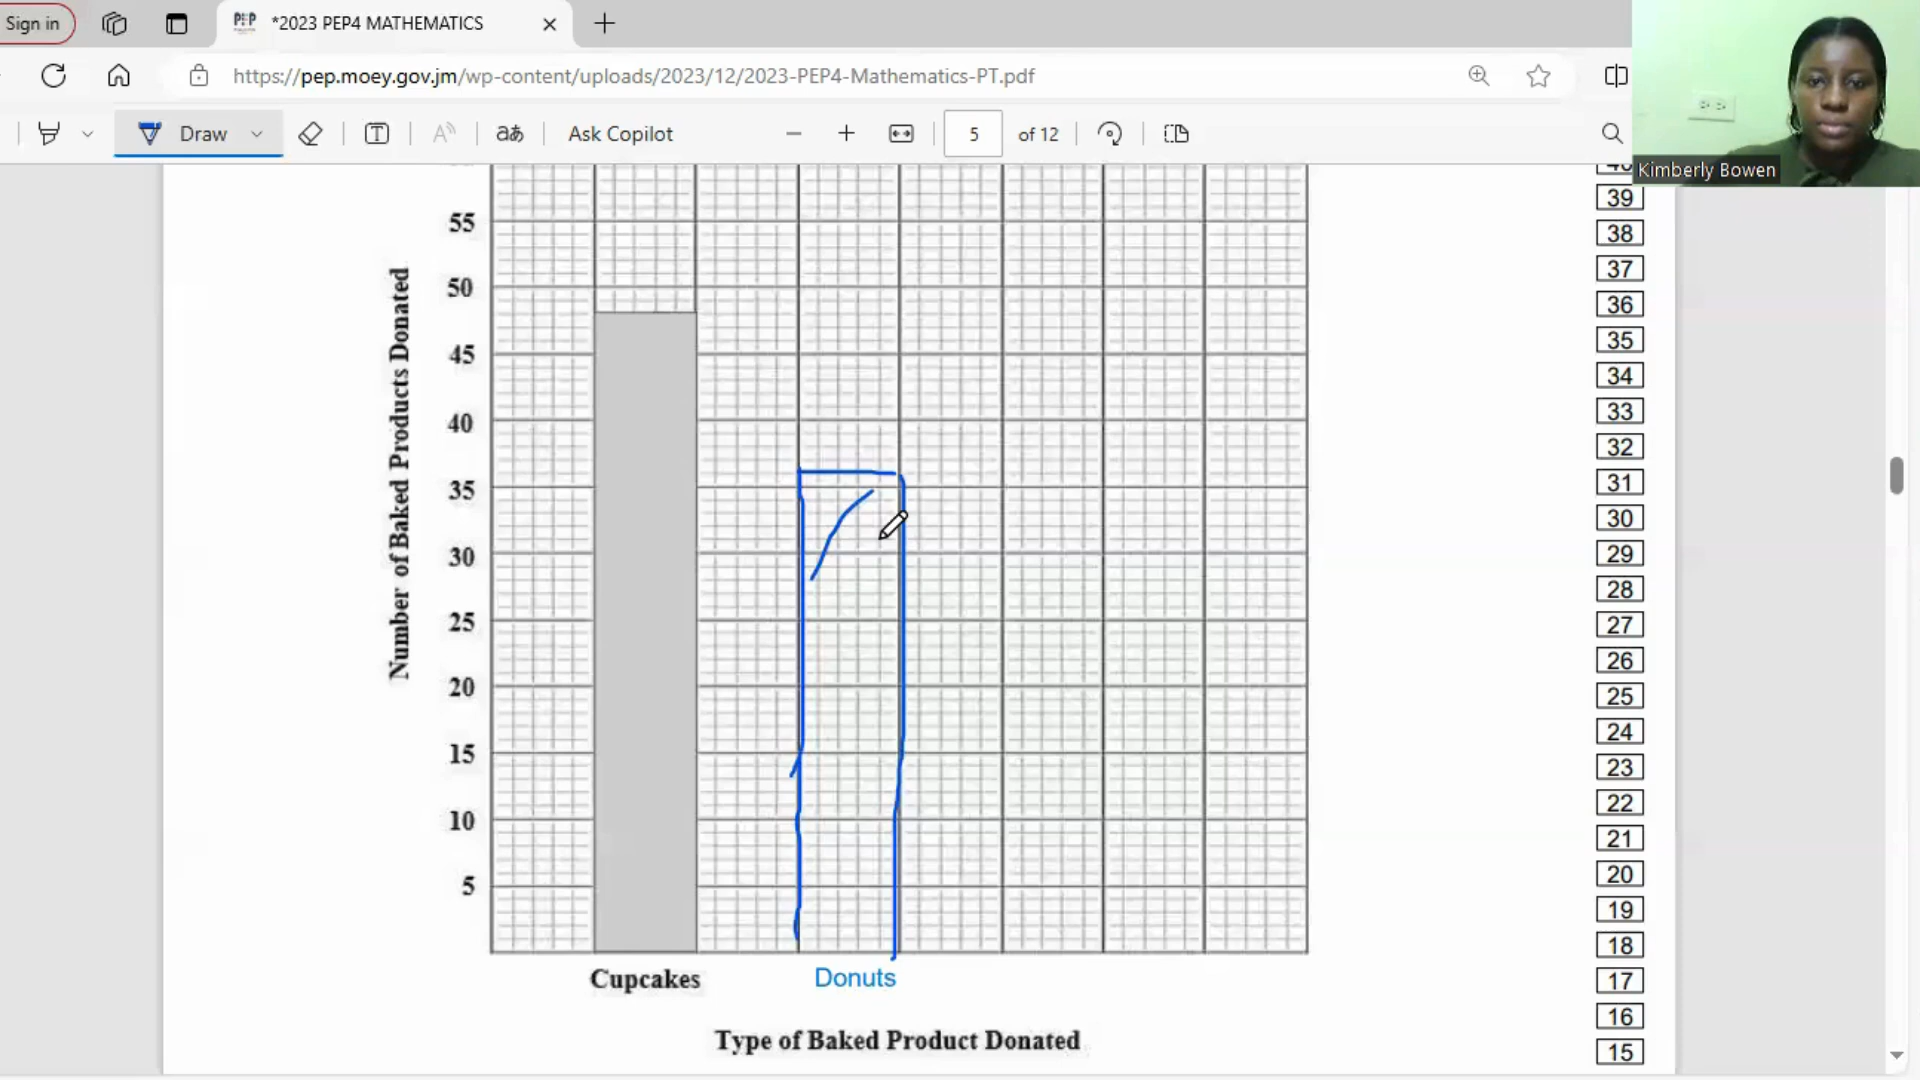 Sign in
PEP
*2023 PEP4 MATHEMATICS
https://pep.moey.gov.jm/wp-content/uploads/2023/12/2023-PEP4-Mathematics-PT.pdf
Draw
T
aあ
Ask Copilot
5 of 12
Kimberly Bowen
Number of Baked Products Donated
55
50
45
40
35
30
25
20
15
10
5
Cupcakes
Donuts
Type of Baked Product Donated
40
39
38
37
36
35
34
33
32
31
30
29
28
27
26
25
24
23
22
21
20
19
18
17
16
15